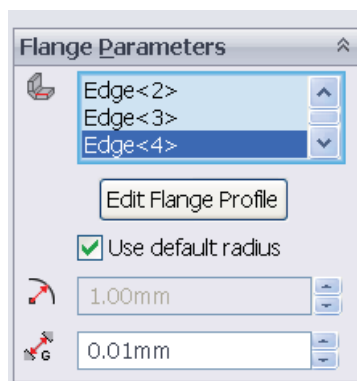 Flange Parameters
Edge<2>
Edge<3>
Edge<4>
Edit Flange Profile
Use default radius
1.00mm
G
0.01mm